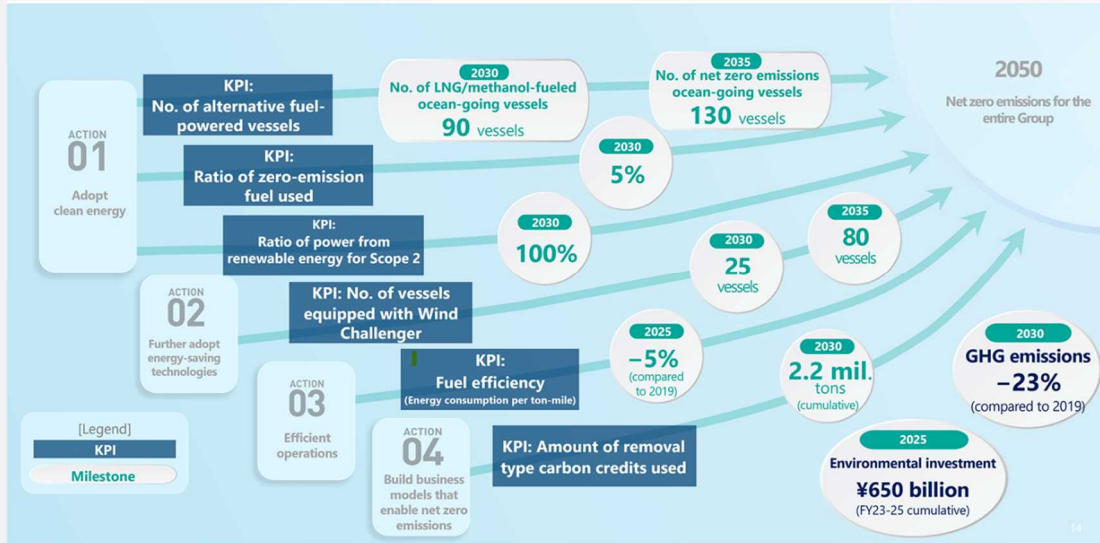 ACTION
01
Adopt
clean energy
KPI:
No. of alternative fuel-
powered vessels
2030
No. of LNG/methanol-fueled
ocean-going vessels
90 vessels
2035
No. of net zero emissions
ocean-going vessels
130 vessels
2050
Net zero emissions for the
entire Group
KPI:
Ratio of zero-emission
fuel used
2030
5%
KPI:
Ratio of power from
renewable energy for Scope 2
2030
100%
ACTION
02
Further adopt
energy-saving
technologies
KPI: No. of vessels
equipped with Wind
Challenger
2030
25
vessels
2035
80
vessels
ACTION
03
Efficient
operations
KPI:
Fuel efficiency
(Energy consumption per ton-mile)
2025
−5%
(compared
to 2019)
ACTION
04
Build business
models that
enable net zero
emissions
KPI: Amount of removal
type carbon credits used
2030
2.2 mil.
tons
(cumulative)
2030
GHG emissions
−23%
(compared to 2019)
2025
Environmental investment
¥650 billion
(FY23-25 cumulative)
[Legend]
KPI
Milestone
14